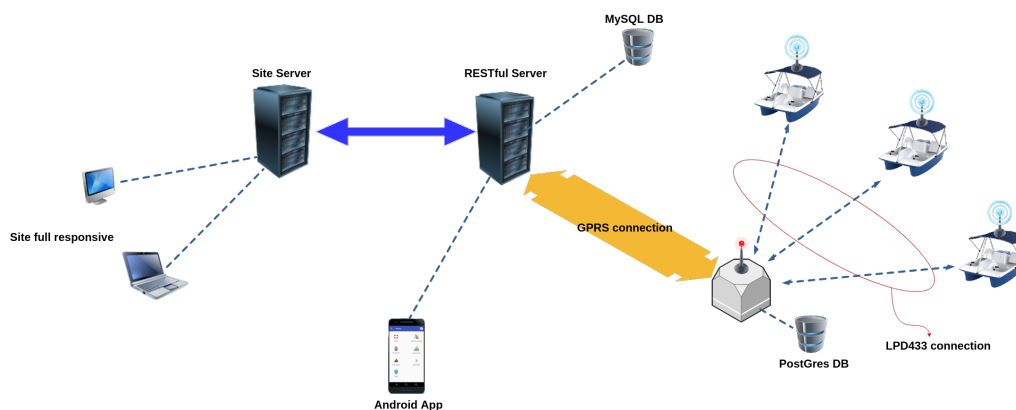 MySQL DB
Site Server
RESTful Server
Site full responsive
GPRS connection
LPD433 connection
PostGres DB
Android App